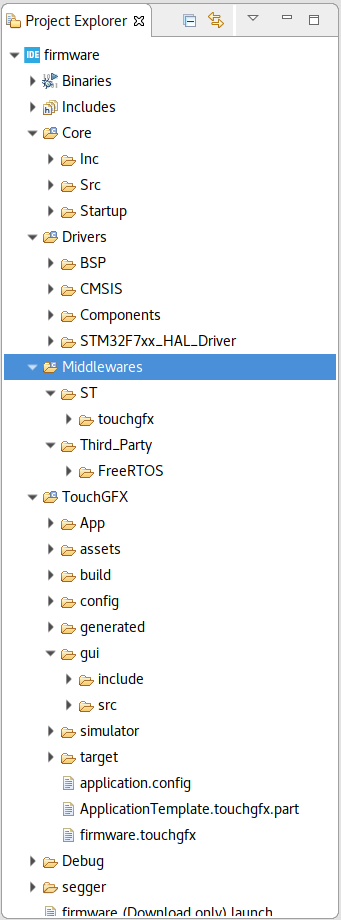 Project Explorer
IDE firmware
Binaries
Includes
Core
Inc
Src
Startup
Drivers
BSP
CMSIS
Components
STM32F7xx_HAL_Driver
Middlewares
ST
touchgfx
Third_Party
FreeRTOS
TouchGFX
App
assets
build
config
generated
gui
include
src
simulator
target
application.config
ApplicationTemplate.touchgfx.part
firmware.touchgfx
Debug
segger
firmware (Download only).launch